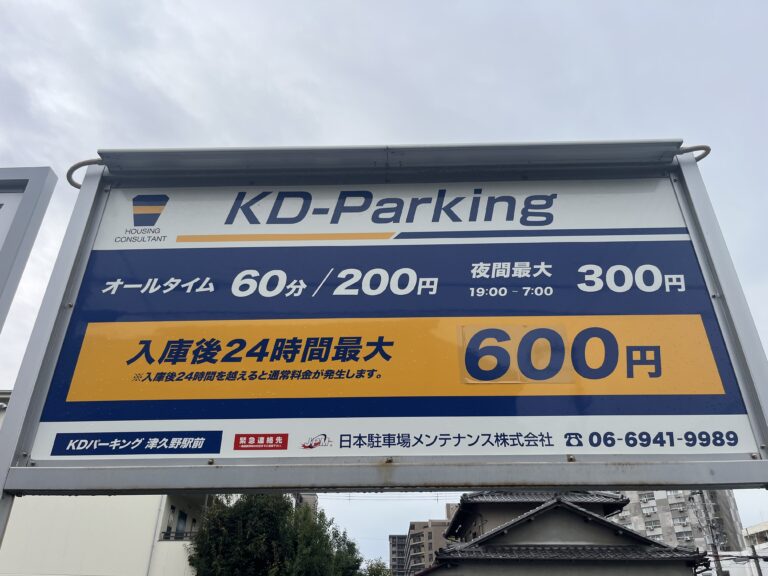 KD-Parking
HOUSING
CONSULTANT
オールタイム 60分/200円
夜間最大
19:00 - 7:00
300円
入庫後24時間最大
※入庫後24時間を越えると通常料金が発生します。
600円
KDパーキング 津久野駅前
緊急連絡先
日本駐車場メンテナンス株式会社 ☎ 06-6941-9989